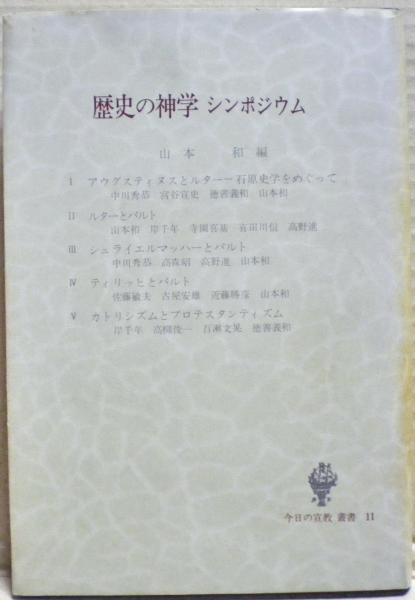 歴史の神学 シンポジウム
山本 和編
I アウグスティヌスとルター―石原史学をめぐって
中川秀恭 宮谷宣史 徳善義和 山本和
II ルターとバルト
山本和 岸千年 寺園喜基 喜田川信 高野進
III シュライエルマッハーとバルト
中川秀恭 高森昭 高野進 山本和
IV ティリッヒとバルト
佐藤敏夫 古屋安雄 近藤勝彦 山本和
V カトリシズムとプロテスタンティズム
岸千年 高柳俊一 百瀬文晃 徳善義和
今日の宣教 叢書 11